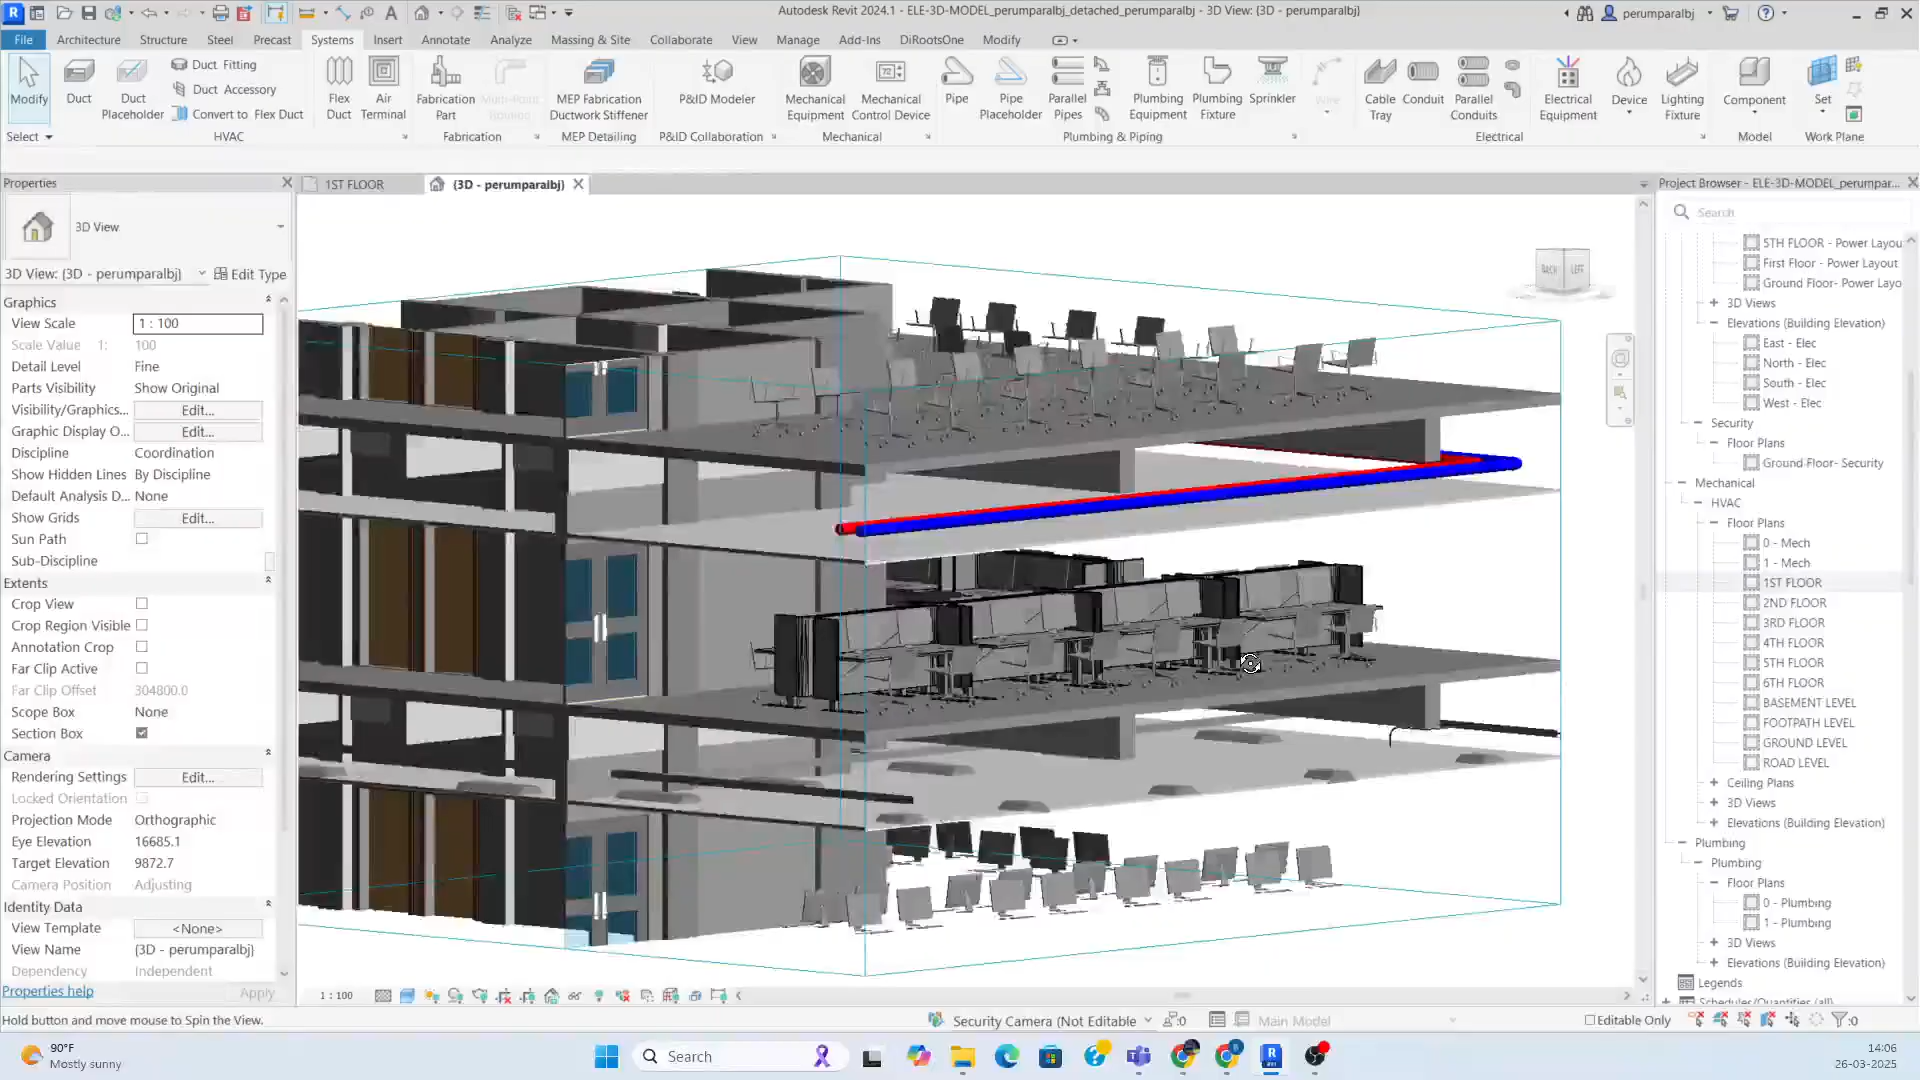 Autodesk Revit 2024.1 - ELE-3D-MODEL_perumparalbj_detached_perumparalbj - 3D View: {3D - perumparalbj}
perumparalbj
File Architecture Structure Steel Precast Systems Insert Annotate Analyze Massing & Site Collaborate View Manage Add-Ins DiRootsOne Modify
Modify
Duct
Duct Placeholder
Duct Fitting
Duct Accessory
Convert to Flex Duct
Flex Duct
Air Terminal
Fabrication Part
Multi-Point Routing
MEP Fabrication Ductwork Stiffener
P&ID Modeler
Mechanical Equipment
Mechanical Control Device
Pipe
Pipe Placeholder
Parallel Pipes
Plumbing Equipment
Plumbing Fixture
Sprinkler
Wire
Cable Tray
Conduit
Parallel Conduits
Electrical Equipment
Device
Lighting Fixture
Component
Set
Select HVAC Fabrication MEP Detailing P&ID Collaboration Mechanical Plumbing & Piping Electrical Model Work Plane
Properties
3D View
3D View: {3D - perumparalbj} Edit Type
Graphics
View Scale 1 : 100
Scale Value 1: 100
Detail Level Fine
Parts Visibility Show Original
Visibility/Graphics... Edit...
Graphic Display O... Edit...
Discipline Coordination
Show Hidden Lines By Discipline
Default Analysis D... None
Show Grids Edit...
Sun Path
Sub-Discipline
Extents
Crop View
Crop Region Visible
Annotation Crop
Far Clip Active
Far Clip Offset 304800.0
Scope Box None
Section Box
Camera
Rendering Settings Edit...
Locked Orientation
Projection Mode Orthographic
Eye Elevation 16685.1
Target Elevation 9872.7
Camera Position Adjusting
Identity Data
View Template <None>
View Name {3D - perumparalbj}
Dependency Independent
Properties help Apply
1ST FLOOR
{3D - perumparalbj}
BACK LEFT
1 : 100
Project Browser - ELE-3D-MODEL_perumpar...
Search
5TH FLOOR - Power Layou
First Floor - Power Layout
Ground Floor- Power Layo
3D Views
Elevations (Building Elevation)
East - Elec
North - Elec
South - Elec
West - Elec
Security
Floor Plans
Ground Floor- Security
Mechanical
HVAC
Floor Plans
0 - Mech
1 - Mech
1ST FLOOR
2ND FLOOR
3RD FLOOR
4TH FLOOR
5TH FLOOR
6TH FLOOR
BASEMENT LEVEL
FOOTPATH LEVEL
GROUND LEVEL
ROAD LEVEL
Ceiling Plans
3D Views
Elevations (Building Elevation)
Plumbing
Plumbing
Floor Plans
0 - Plumbing
1 - Plumbing
3D Views
Elevations (Building Elevation)
Legends
Schedules/Quantities (all)
Hold button and move mouse to Spin the View.
Security Camera (Not Editable
:0
Main Model
Editable Only
:0
90°F
Mostly sunny
Search
14:06
26-03-2025